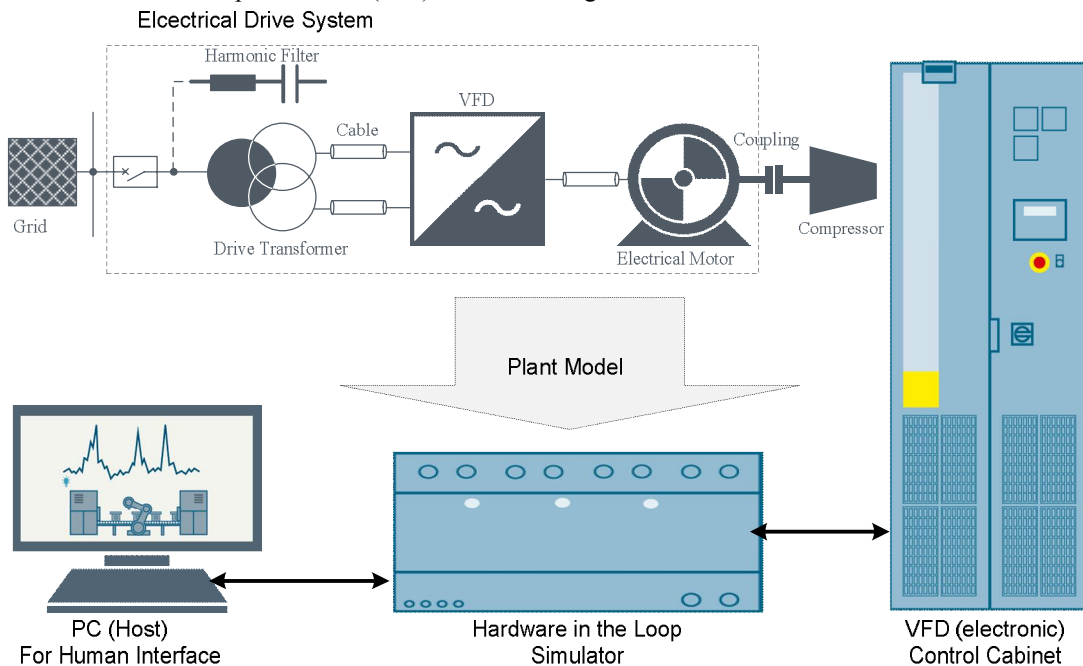 Elcectrical Drive System
Harmonic Filter
VFD
Cable
Coupling
Grid
Drive Transformer
Electrical Motor
Compressor
Plant Model
PC (Host)
For Human Interface
Hardware in the Loop
Simulator
VFD (electronic)
Control Cabinet